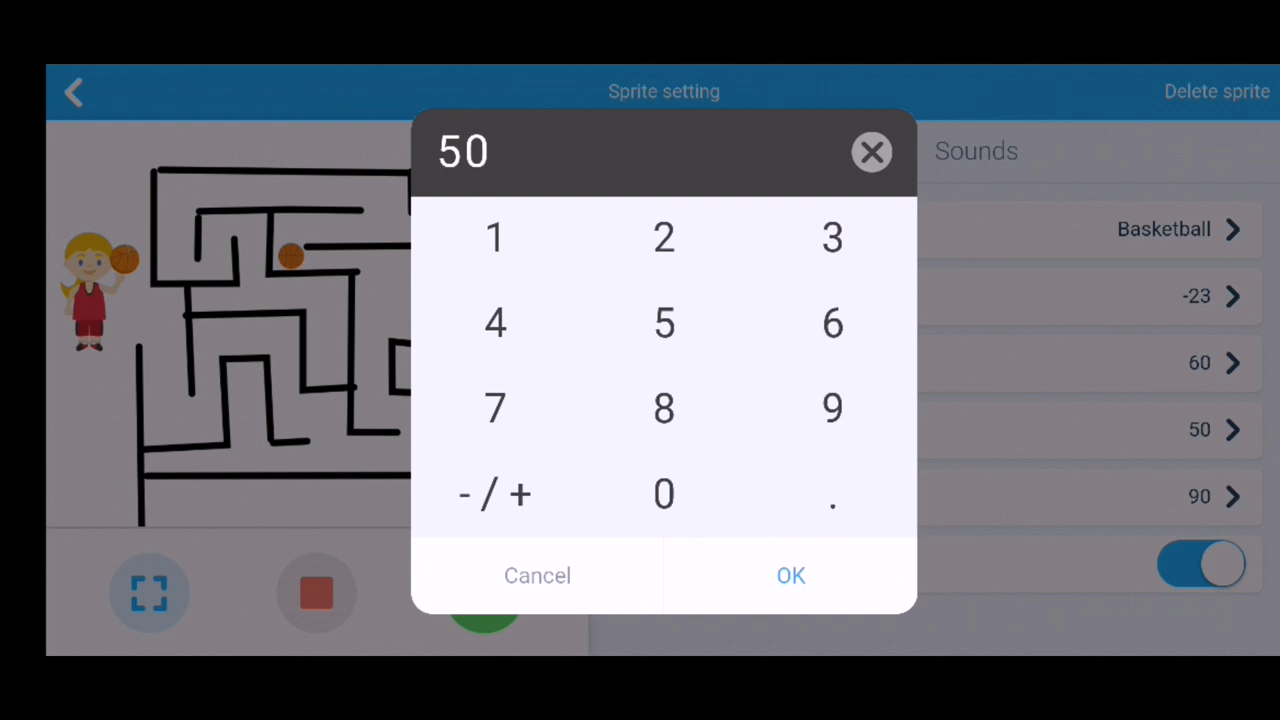 Sprite setting
Delete sprite
50
Sounds
1 2 3
4 5 6
7 8 9
- / + 0 .
Cancel OK
Basketball
-23
60
50
90